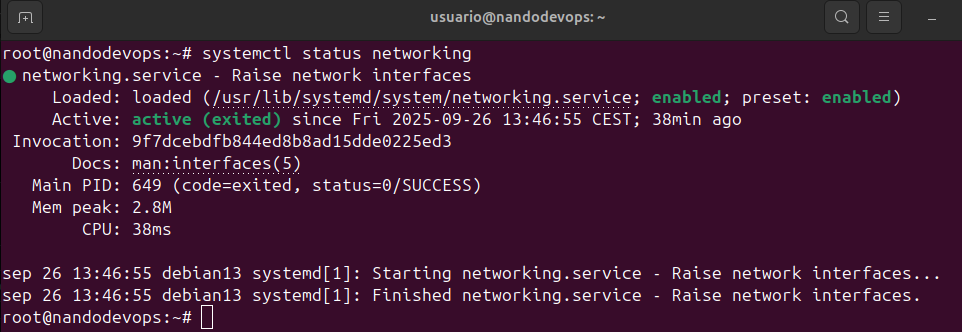 usuario@nandodevops: ~
root@nandodevops:~# systemctl status networking
● networking.service - Raise network interfaces
     Loaded: loaded (/usr/lib/systemd/system/networking.service; enabled; preset: enabled)
     Active: active (exited) since Fri 2025-09-26 13:46:55 CEST; 38min ago
 Invocation: 9f7dcebdfb844ed8b8ad15dde0225ed3
       Docs: man:interfaces(5)
   Main PID: 649 (code=exited, status=0/SUCCESS)
   Mem peak: 2.8M
        CPU: 38ms
sep 26 13:46:55 debian13 systemd[1]: Starting networking.service - Raise network interfaces...
sep 26 13:46:55 debian13 systemd[1]: Finished networking.service - Raise network interfaces.
root@nandodevops:~#